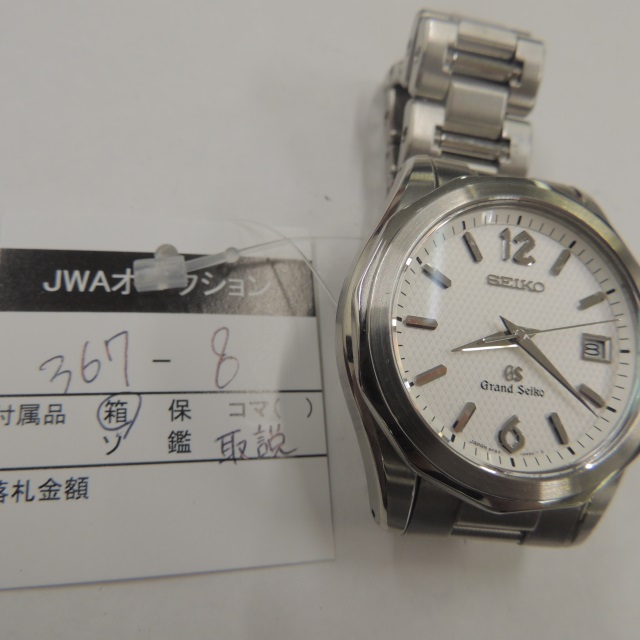 JWAオークション
367-8
付属品 箱 保 コマ( )
ソ 鑑 取説
落札金額
12
SEIKO
GS
Grand Seiko
6